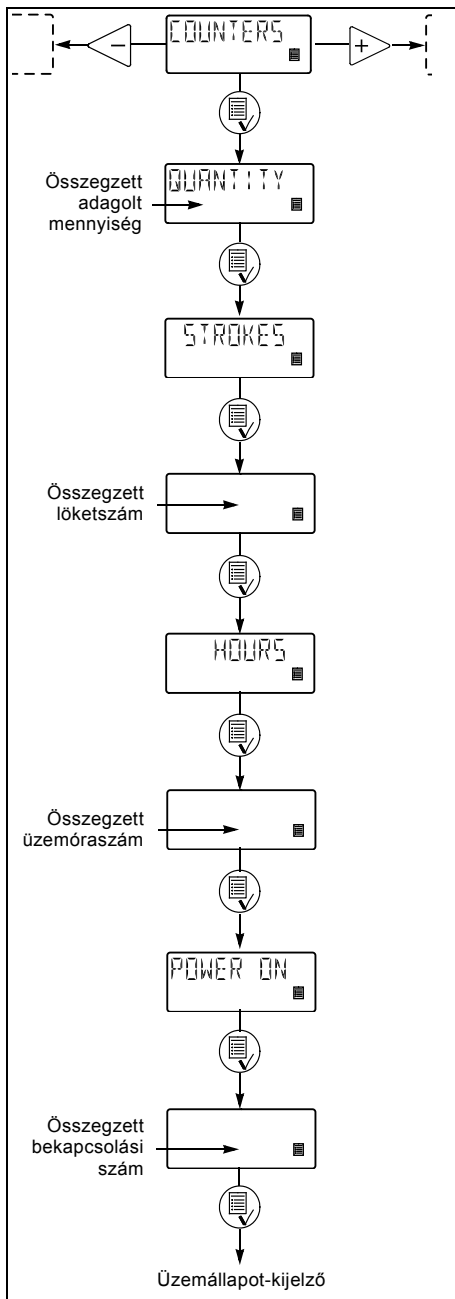 COUNTERS
−
+
QUANTITY
Összegzett
adagolt
mennyiség
STROKES
Összegzett
löketszám
HOURS
Összegzett
üzemóraszám
POWER ON
Összegzett
bekapcsolási
szám
Üzemállapot-kijelző